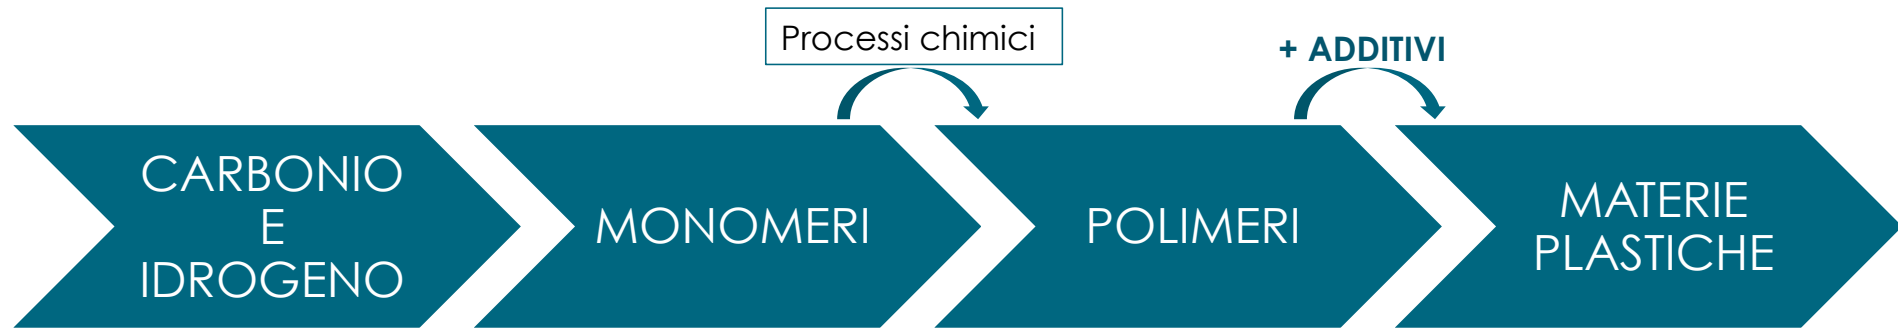 Processi chimici
+ ADDITIVI
CARBONIO
E
IDROGENO
MONOMERI
POLIMERI
MATERIE
PLASTICHE